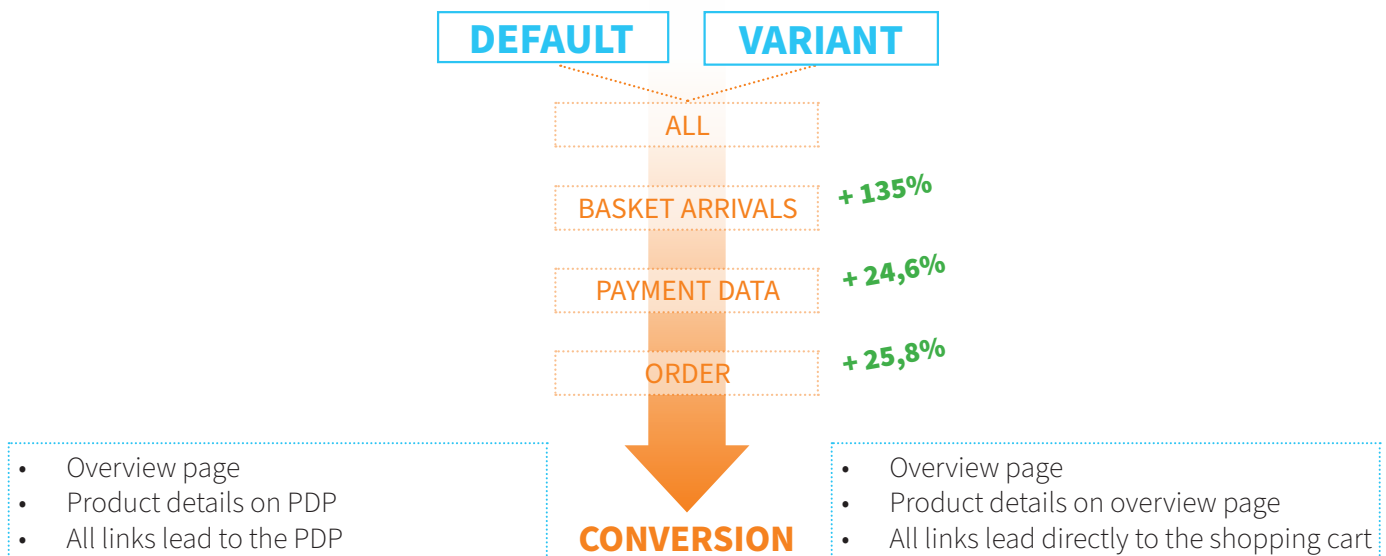 DEFAULT
VARIANT
ALL
BASKET ARRIVALS
+ 135%
PAYMENT DATA
+ 24,6%
ORDER
+ 25,8%
• Overview page
• Product details on PDP
• All links lead to the PDP
CONVERSION
• Overview page
• Product details on overview page
• All links lead directly to the shopping cart